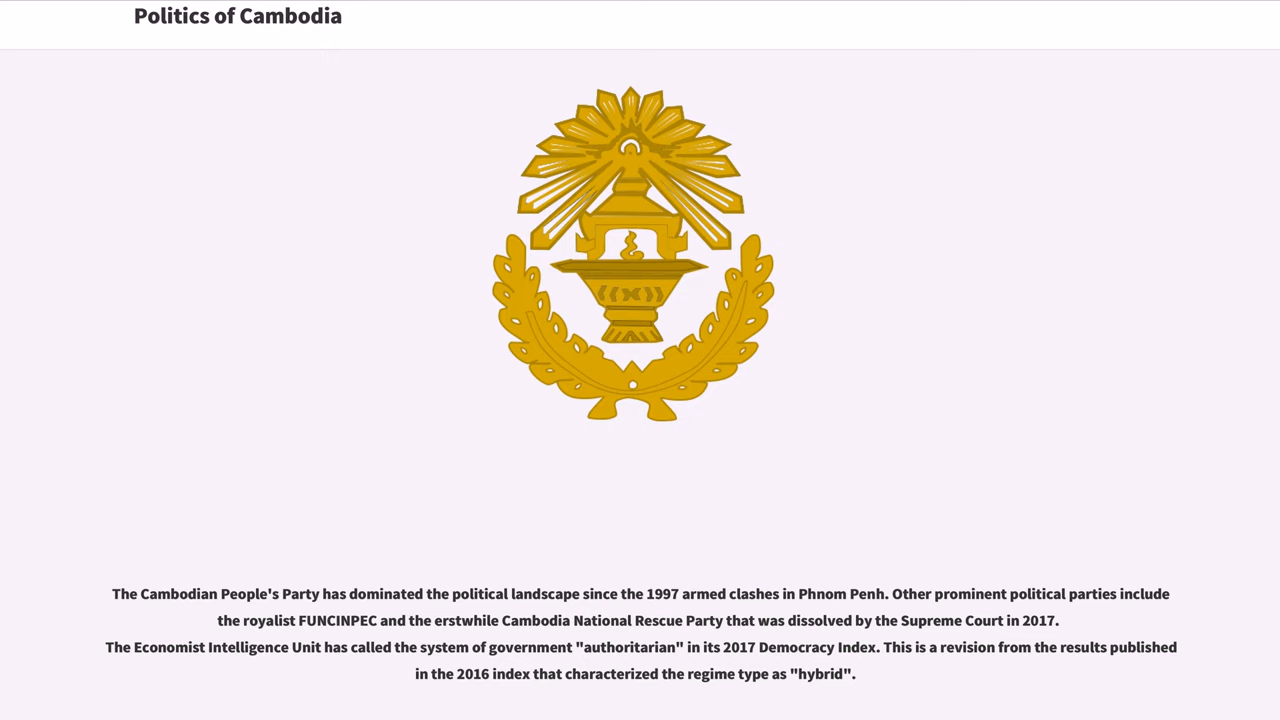 Politics of Cambodia
The Cambodian People's Party has dominated the political landscape since the 1997 armed clashes in Phnom Penh. Other prominent political parties include
the royalist FUNCINPEC and the erstwhile Cambodia National Rescue Party that was dissolved by the Supreme Court in 2017.
The Economist Intelligence Unit has called the system of government "authoritarian" in its 2017 Democracy Index. This is a revision from the results published
in the 2016 index that characterized the regime type as "hybrid".